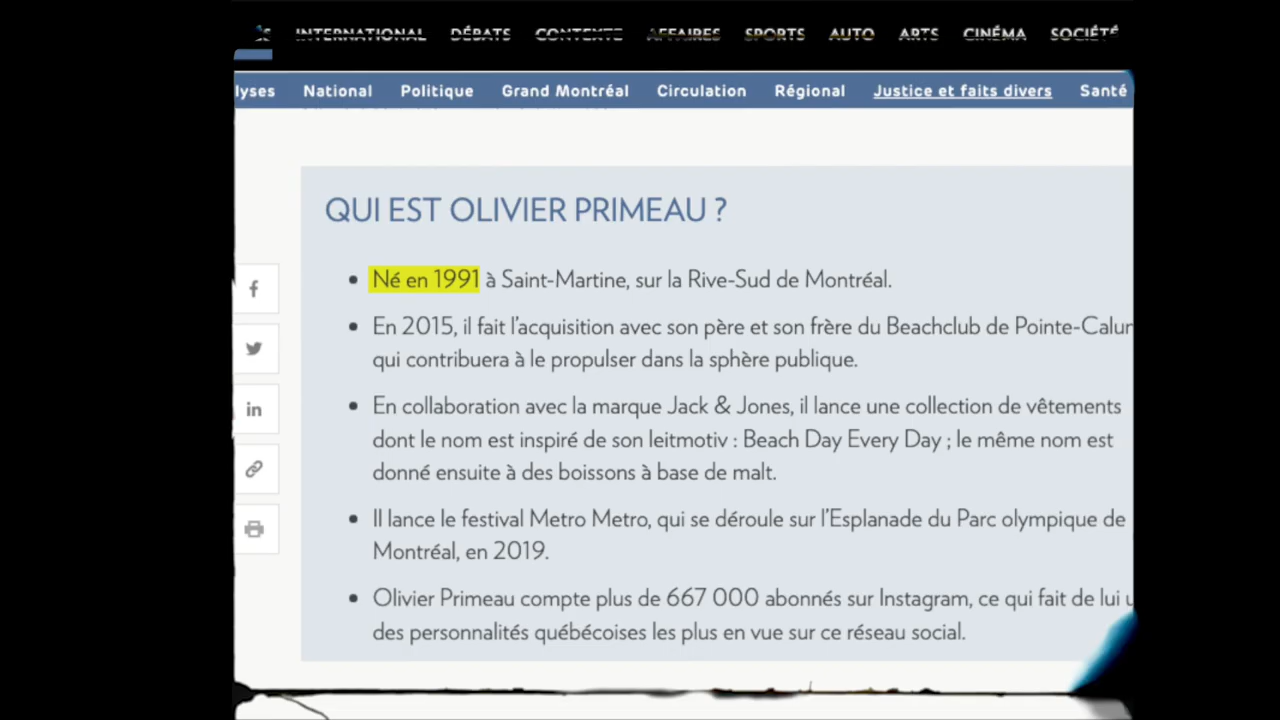 INTERNATIONAL DÉBATS CONTEXTE AFFAIRES SPORTS AUTO ARTS CINÉMA SOCIÉTÉ
lyses National Politique Grand Montréal Circulation Régional Justice et faits divers Santé
QUI EST OLIVIER PRIMEAU ?
• Né en 1991 à Saint-Martine, sur la Rive-Sud de Montréal.
• En 2015, il fait l'acquisition avec son père et son frère du Beachclub de Pointe-Calu
qui contribuera à le propulser dans la sphère publique.
• En collaboration avec la marque Jack & Jones, il lance une collection de vêtements
dont le nom est inspiré de son leitmotiv : Beach Day Every Day ; le même nom est
donné ensuite à des boissons à base de malt.
• Il lance le festival Metro Metro, qui se déroule sur l'Esplanade du Parc olympique de
Montréal, en 2019.
• Olivier Primeau compte plus de 667 000 abonnés sur Instagram, ce qui fait de lui
des personnalités québécoises les plus en vue sur ce réseau social.